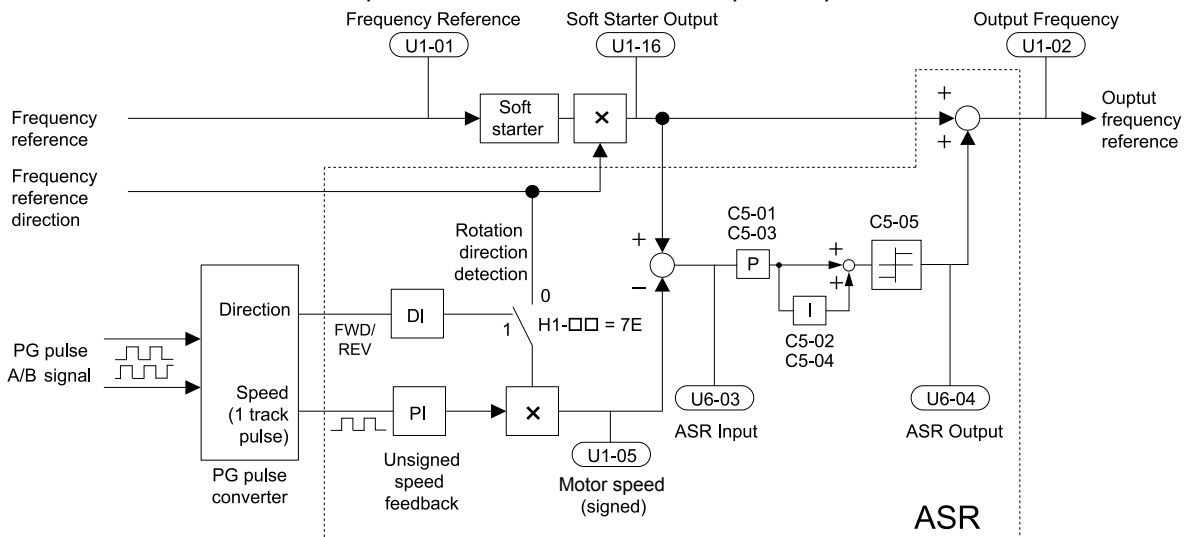 Frequency Reference
U1-01
Soft Starter Output
U1-16
Output Frequency
U1-02
Frequency
reference
Soft
starter
×
+
+
Ouptut
frequency
reference
Frequency
reference
direction
Rotation
direction
detection
C5-01
C5-03
C5-05
+
−
P
+
+
I
C5-02
C5-04
Direction
FWD/
REV
DI
0
1
H1-□□ = 7E
PG pulse
A/B signal
Speed
(1 track
pulse)
PI
×
U6-03
U6-04
ASR Input
ASR Output
PG pulse
converter
Unsigned
speed
feedback
U1-05
Motor speed
(signed)
ASR